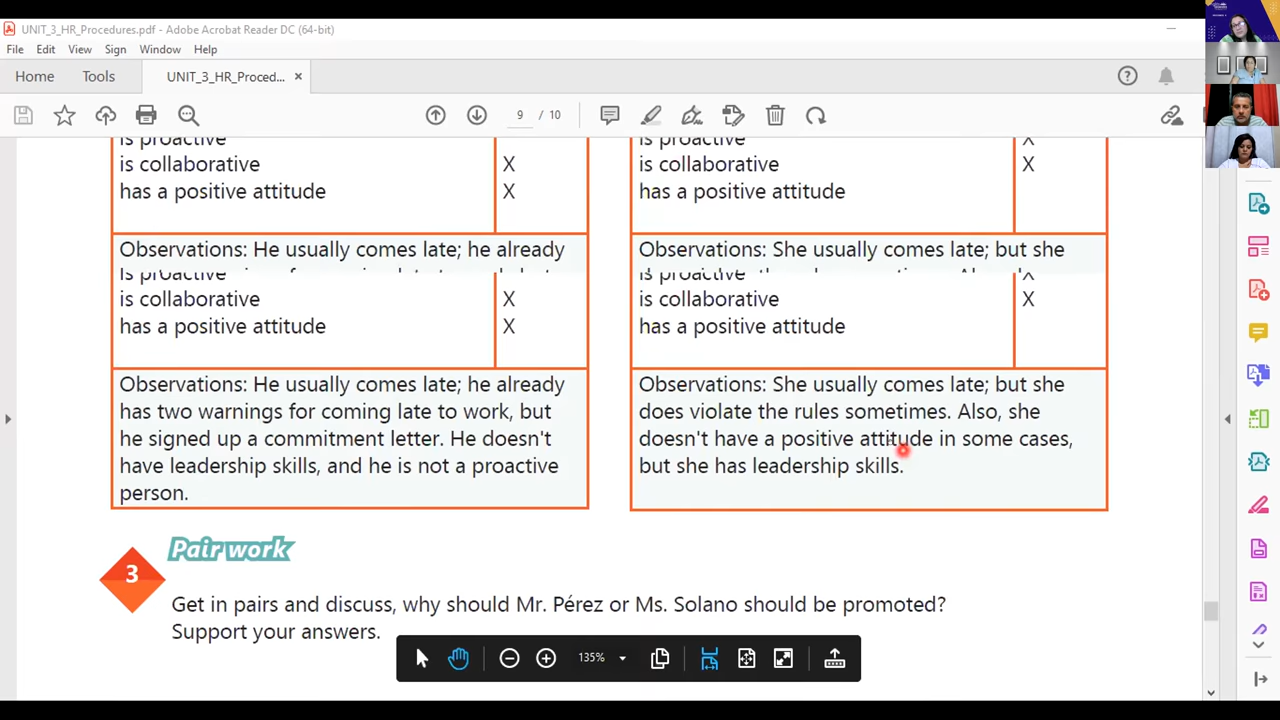 UNIT_3_HR_Procedures.pdf - Adobe Acrobat Reader DC (64-bit)
File Edit View Sign Window Help
Home Tools UNIT_3_HR_Proced... ×
9 / 10
is proactive X
is collaborative X
has a positive attitude X
is proactive X
is collaborative X
has a positive attitude
Observations: He usually comes late; he already
Observations: She usually comes late; but she
is proactive
is collaborative X
has a positive attitude X
is proactive X
is collaborative X
has a positive attitude
Observations: He usually comes late; he already
has two warnings for coming late to work, but
he signed up a commitment letter. He doesn't
have leadership skills, and he is not a proactive
person.
Observations: She usually comes late; but she
does violate the rules sometimes. Also, she
doesn't have a positive attitude in some cases,
but she has leadership skills.
Pair work
3
Get in pairs and discuss, why should Mr. Pérez or Ms. Solano should be promoted?
Support your answers.
135%